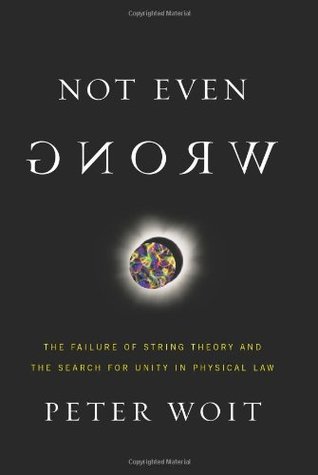 NOT EVEN
WRONG
THE FAILURE OF STRING THEORY AND
THE SEARCH FOR UNITY IN PHYSICAL LAW
PETER WOIT